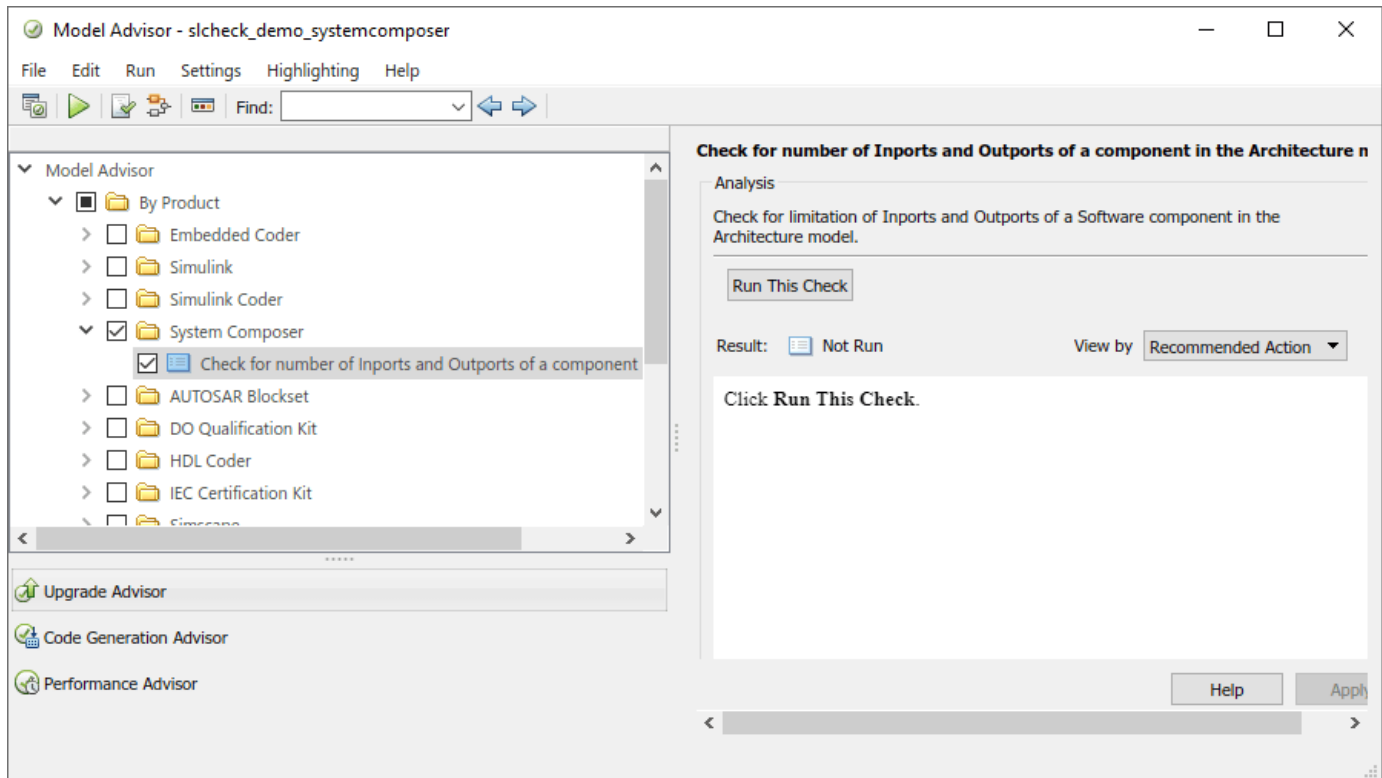 Model Advisor - slcheck_demo_systemcomposer
File Edit Run Settings Highlighting Help
Find:
Model Advisor
By Product
Embedded Coder
Simulink
Simulink Coder
System Composer
Check for number of Inports and Outports of a component
AUTOSAR Blockset
DO Qualification Kit
HDL Coder
IEC Certification Kit
Simscape
Upgrade Advisor
Code Generation Advisor
Performance Advisor
Check for number of Inports and Outports of a component in the Architecture m
Analysis
Check for limitation of Inports and Outports of a Software component in the
Architecture model.
Run This Check
Result: Not Run View by Recommended Action
Click Run This Check.
Help Apply